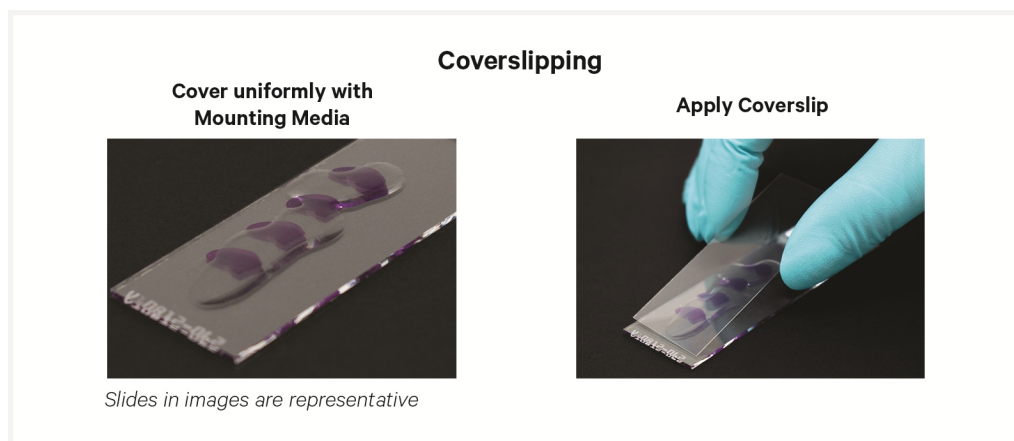 Coverslipping
Cover uniformly with
Mounting Media
Apply Coverslip
Slides in images are representative